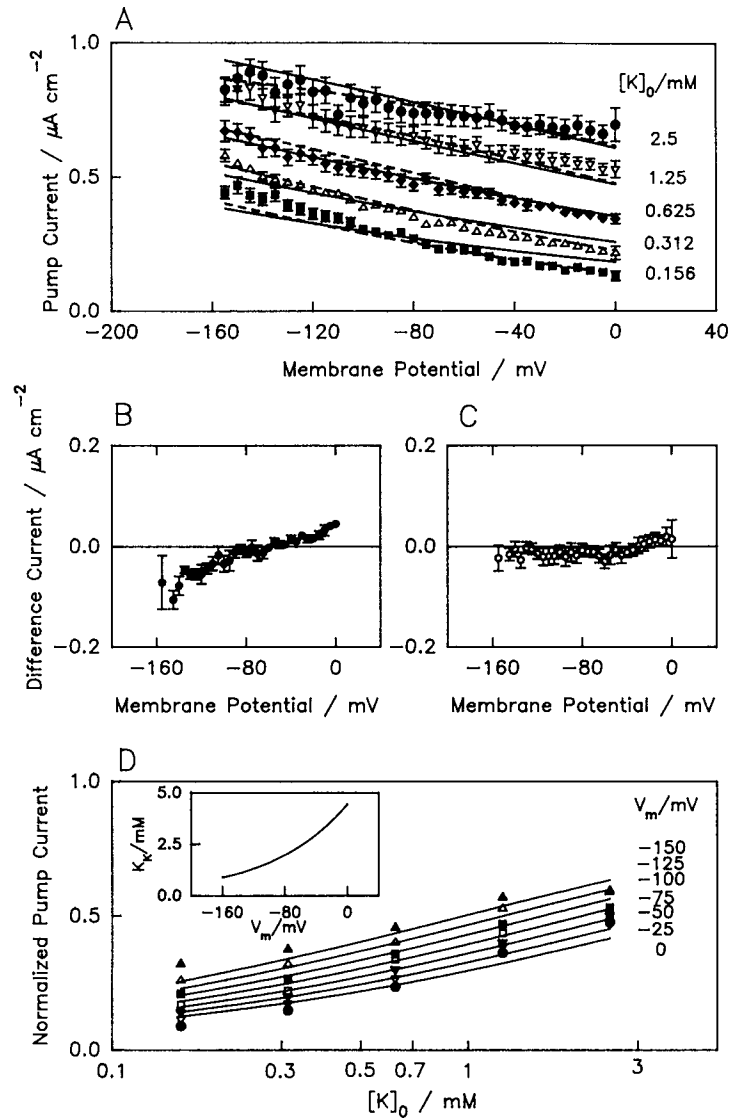 A
Pump Current / μA cm⁻²
1.0
0.5
0.0
[K]₀/mM
2.5
1.25
0.625
0.312
0.156
−200 −160 −120 −80 −40 0 40
Membrane Potential / mV
B
Difference Current / μA cm⁻²
0.2
0.0
−0.2
−160 −80 0
Membrane Potential / mV
C
0.2
0.0
−0.2
−160 −80 0
Membrane Potential / mV
D
Normalized Pump Current
1.0
0.5
0.0
K_K/mM
5.0
2.5
0.0
−160 −80 0
V_m/mV
V_m/mV
−150
−125
−100
−75
−50
−25
0
0.1 0.3 0.5 0.7 1 3
[K]₀ / mM